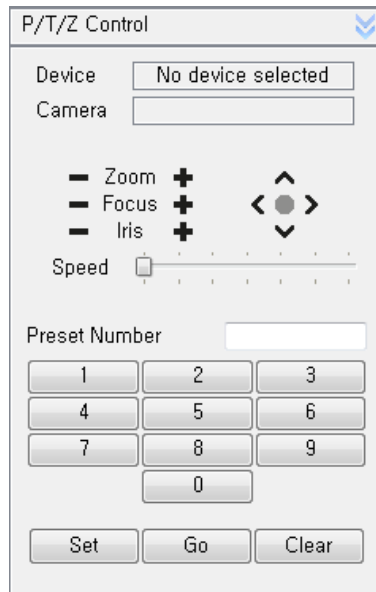 P/T/Z Control
Device No device selected
Camera
Zoom
Focus
Iris
Speed
Preset Number
1 2 3
4 5 6
7 8 9
0
Set Go Clear